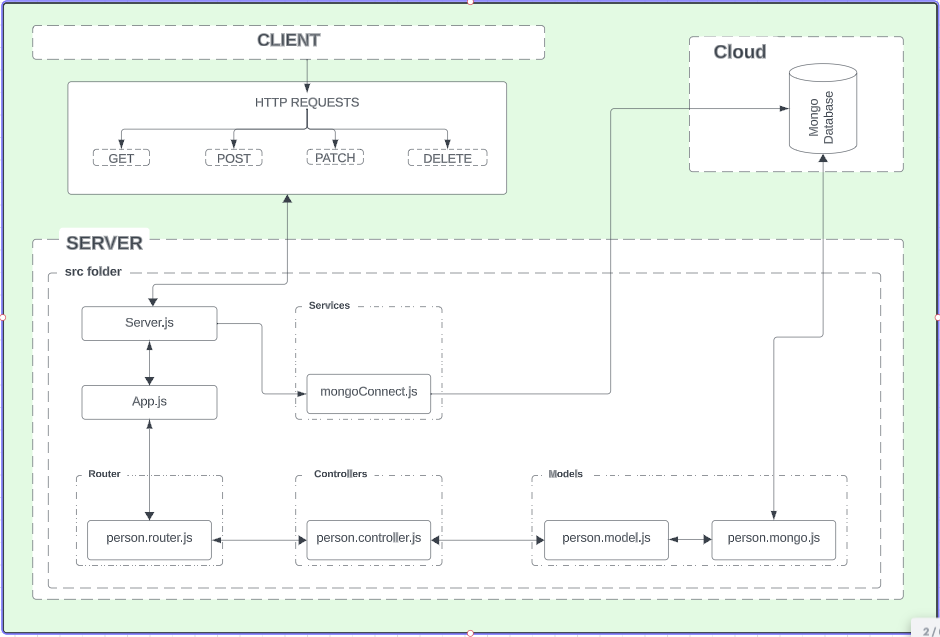 CLIENT
Cloud
HTTP REQUESTS
Mongo
Database
GET
POST
PATCH
DELETE
SERVER
src folder
Server.js
Services
mongoConnect.js
App.js
Router
Controllers
Models
person.router.js
person.controller.js
person.model.js
person.mongo.js
2 /